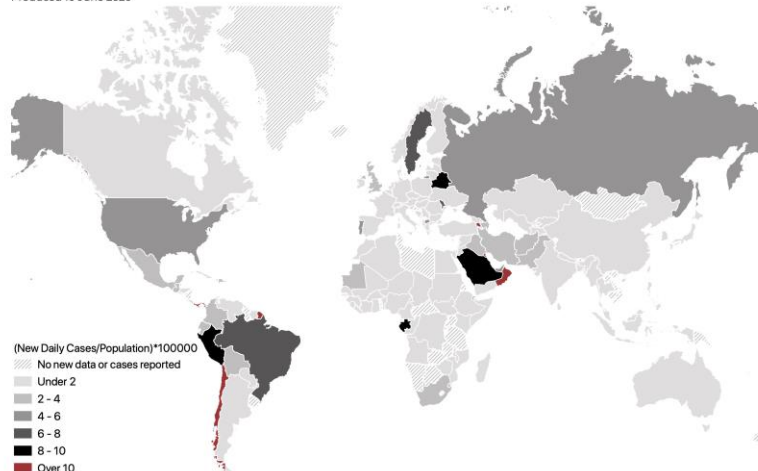 (New Daily Cases/Population)*100000
No new data or cases reported
Under 2
2 - 4
4 - 6
6 - 8
8 - 10
Over 10